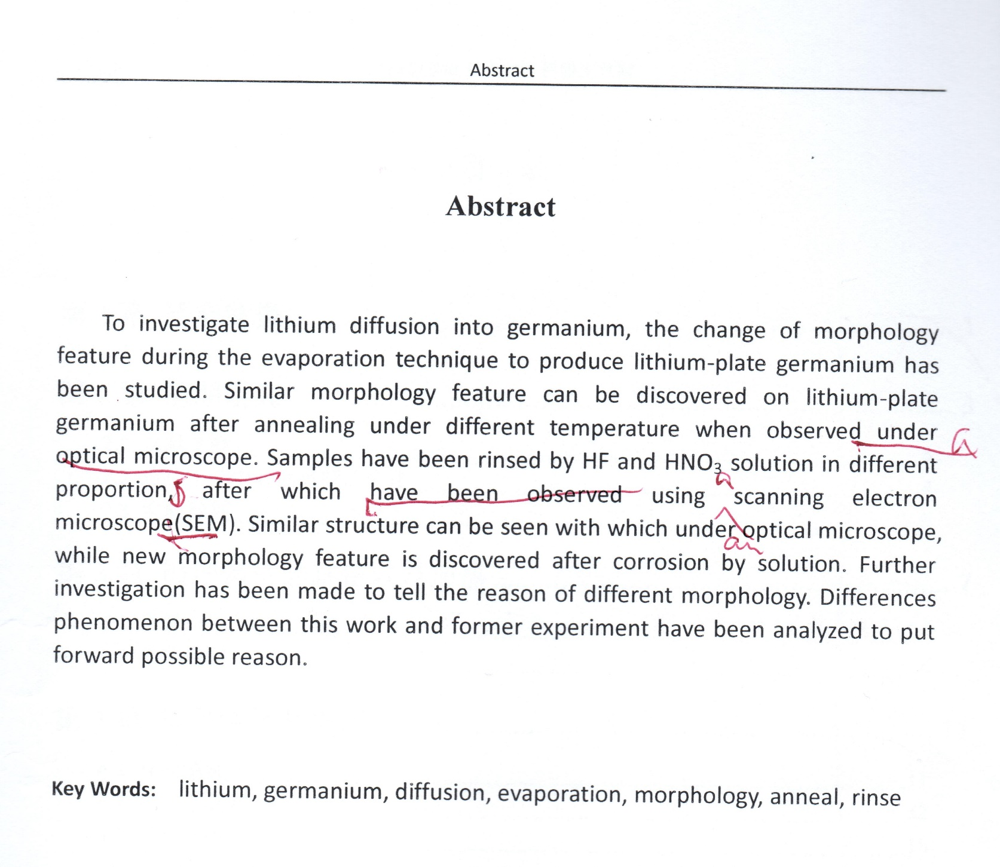 Abstract
Abstract
To investigate lithium diffusion into germanium, the change of morphology
feature during the evaporation technique to produce lithium-plate germanium has
been studied. Similar morphology feature can be discovered on lithium-plate
germanium after annealing under different temperature when observed under
optical microscope. Samples have been rinsed by HF and HNO₃ solution in different
proportion, after which have been observed using scanning electron
a
microscope(SEM). Similar structure can be seen with which under optical microscope,
an
while new morphology feature is discovered after corrosion by solution. Further
investigation has been made to tell the reason of different morphology. Differences
phenomenon between this work and former experiment have been analyzed to put
forward possible reason.
Key Words: lithium, germanium, diffusion, evaporation, morphology, anneal, rinse